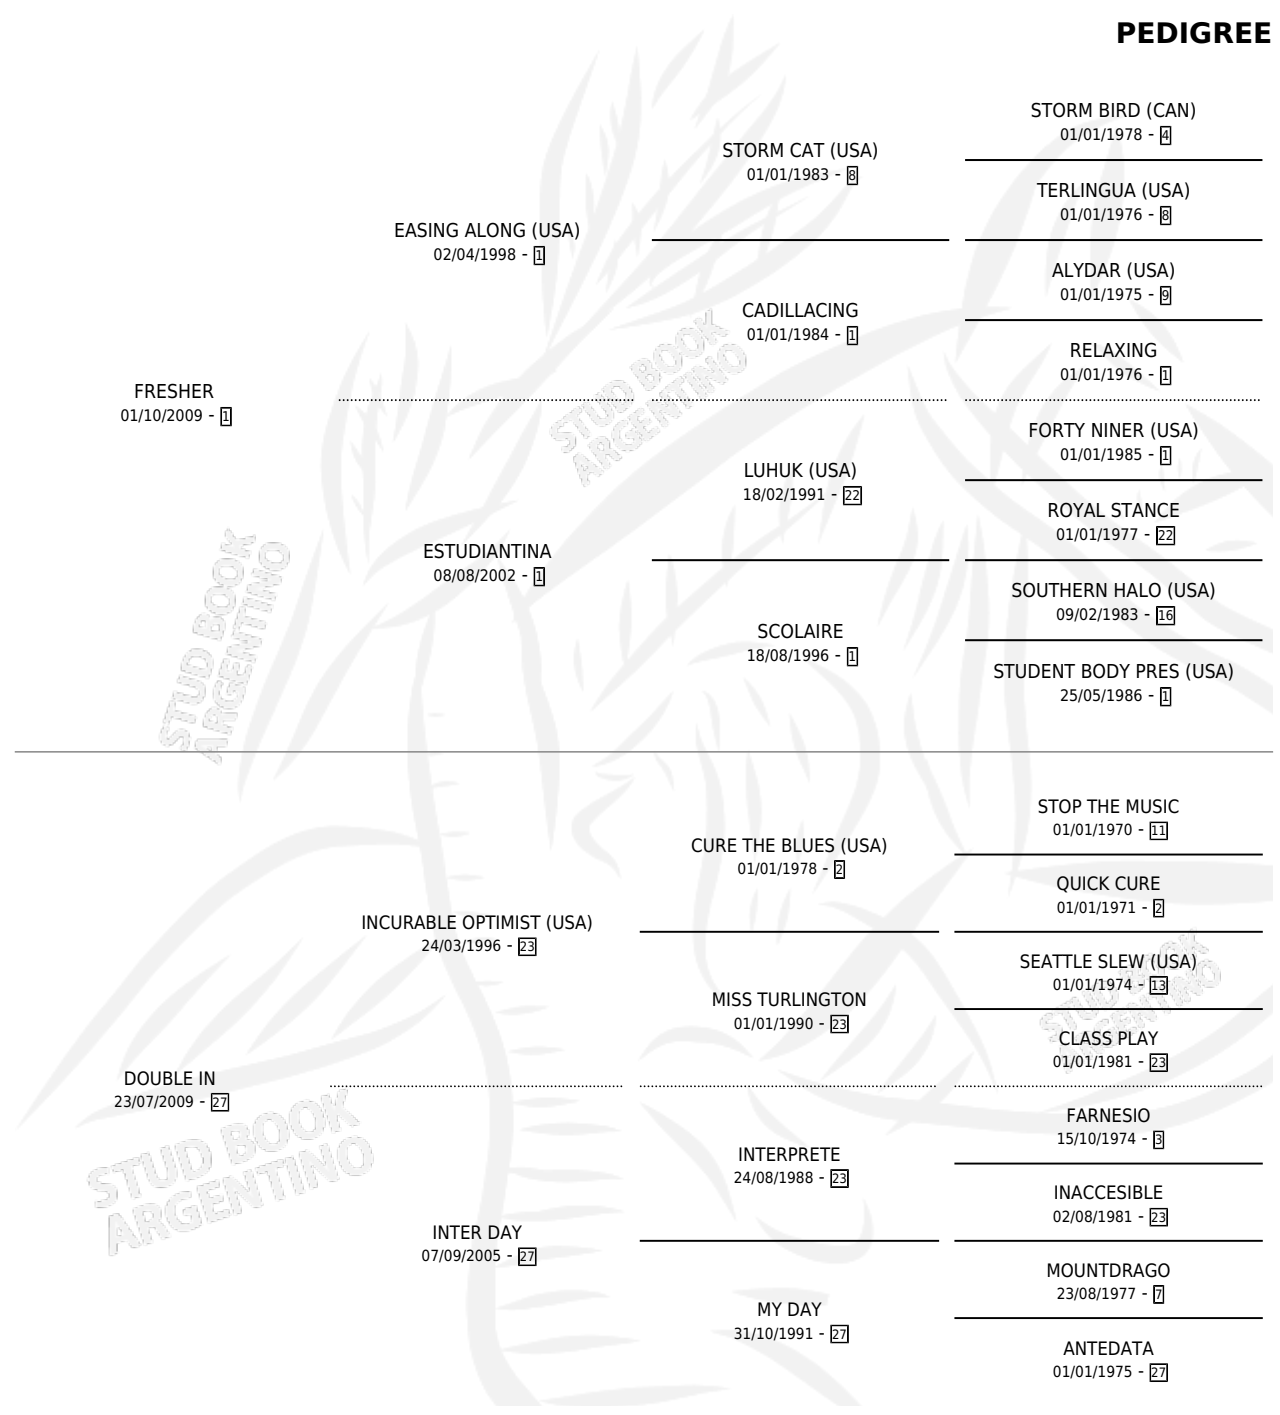 PEDIGREE
STORM BIRD (CAN)
01/01/1978 - 4
STORM CAT (USA)
01/01/1983 - 8
TERLINGUA (USA)
01/01/1976 - 8
EASING ALONG (USA)
02/04/1998 - 1
ALYDAR (USA)
01/01/1975 - 9
CADILLACING
01/01/1984 - 1
RELAXING
01/01/1976 - 1
FRESHER
01/10/2009 - 1
FORTY NINER (USA)
01/01/1985 - 1
LUHUK (USA)
18/02/1991 - 22
ROYAL STANCE
01/01/1977 - 22
ESTUDIANTINA
08/08/2002 - 1
SOUTHERN HALO (USA)
09/02/1983 - 16
SCOLAIRE
18/08/1996 - 1
STUDENT BODY PRES (USA)
25/05/1986 - 1
STOP THE MUSIC
01/01/1970 - 11
CURE THE BLUES (USA)
01/01/1978 - 2
QUICK CURE
01/01/1971 - 2
INCURABLE OPTIMIST (USA)
24/03/1996 - 23
SEATTLE SLEW (USA)
01/01/1974 - 13
MISS TURLINGTON
01/01/1990 - 23
CLASS PLAY
01/01/1981 - 23
DOUBLE IN
23/07/2009 - 27
FARNESIO
15/10/1974 - 3
INTERPRETE
24/08/1988 - 23
INACCESIBLE
02/08/1981 - 23
INTER DAY
07/09/2005 - 27
MOUNTDRAGO
23/08/1977 - 7
MY DAY
31/10/1991 - 27
ANTEDATA
01/01/1975 - 27
STUD BOOK
ARGENTINO
STUD BOOK
ARGENTINO
STUD BOOK
ARGENTINO
STUD BOOK
ARGENTINO